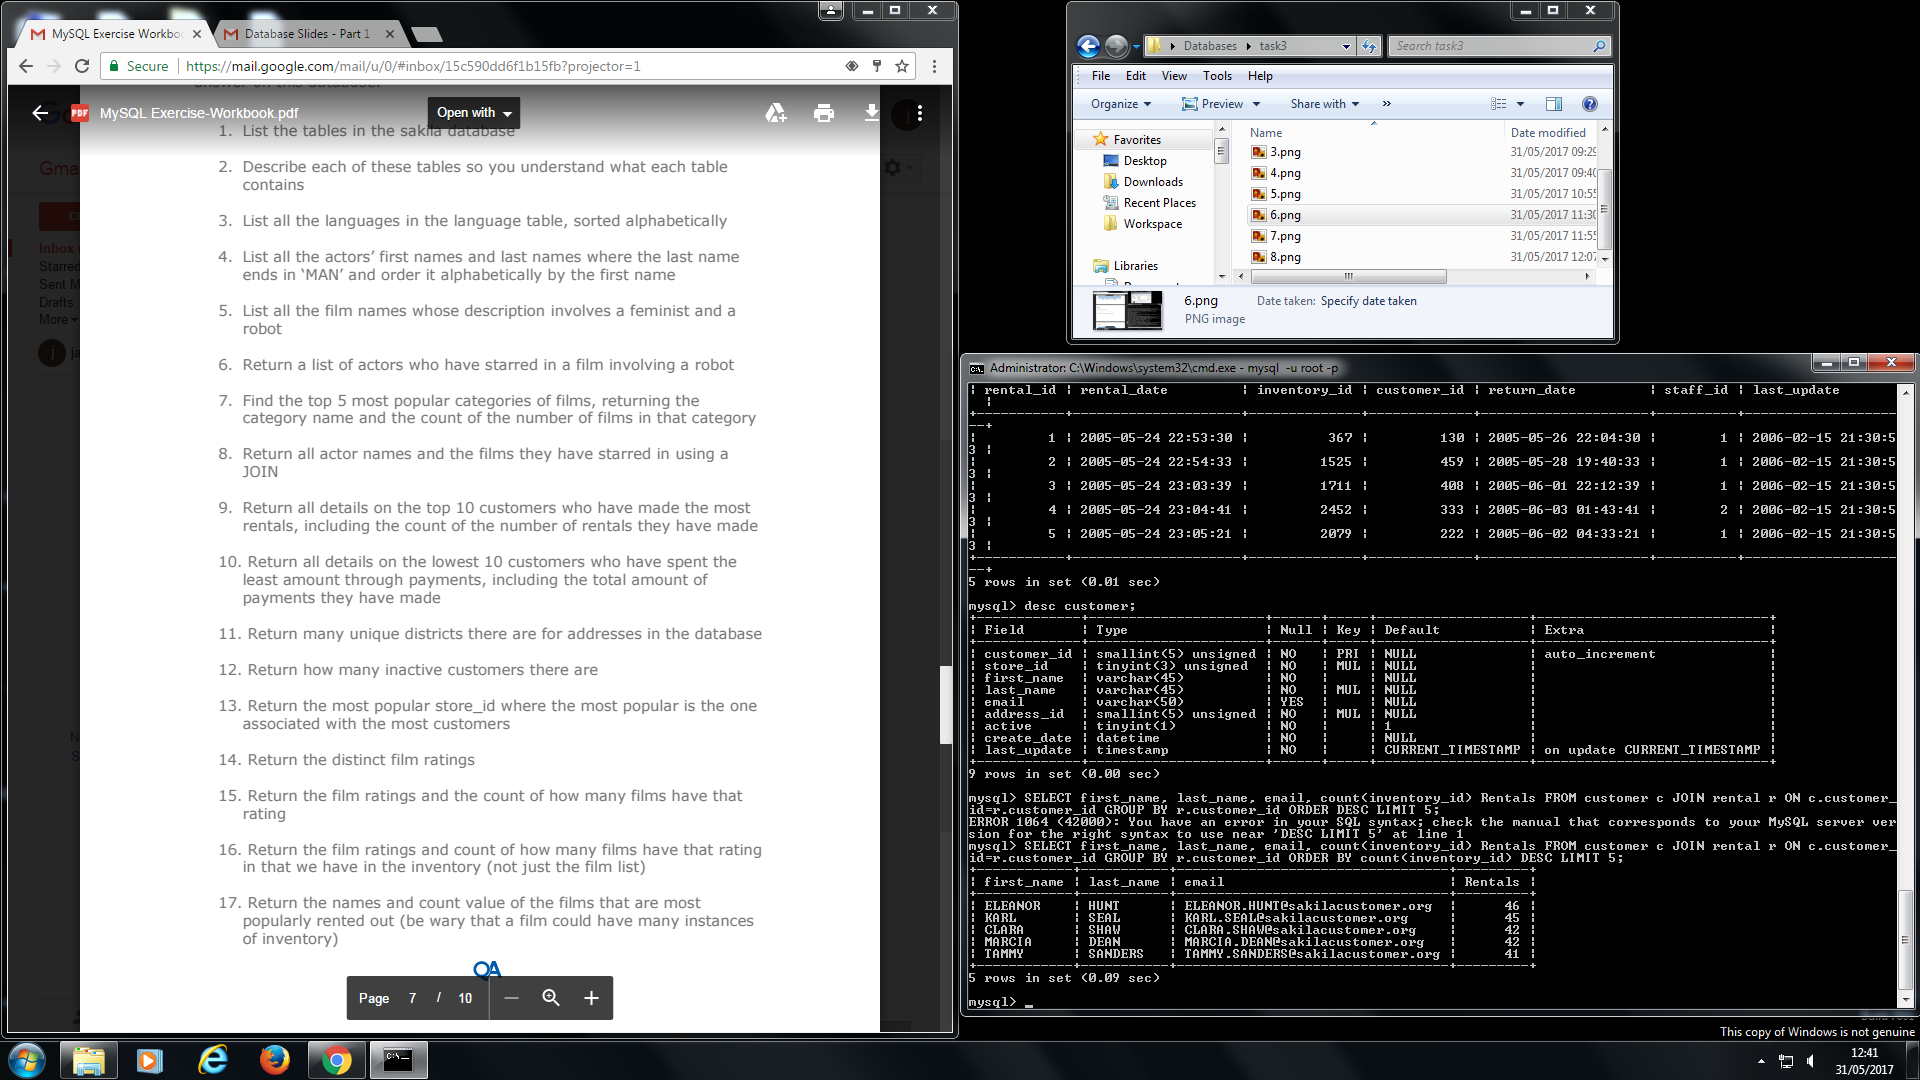 MySQL Exercise Workbo
Database Slides - Part 1
Secure
https://mail.google.com/mail/u/0/#inbox/15c590dd6f1b15fb?projector=1
MySQL Exercise-Workbook.pdf
Open with
1. List the tables in the sakila database
2. Describe each of these tables so you understand what each table
contains
3. List all the languages in the language table, sorted alphabetically
4. List all the actors’ first names and last names where the last name
ends in ‘MAN’ and order it alphabetically by the first name
5. List all the film names whose description involves a feminist and a
robot
6. Return a list of actors who have starred in a film involving a robot
7. Find the top 5 most popular categories of films, returning the
category name and the count of the number of films in that category
8. Return all actor names and the films they have starred in using a
JOIN
9. Return all details on the top 10 customers who have made the most
rentals, including the count of the number of rentals they have made
10. Return all details on the lowest 10 customers who have spent the
least amount through payments, including the total amount of
payments they have made
11. Return many unique districts there are for addresses in the database
12. Return how many inactive customers there are
13. Return the most popular store_id where the most popular is the one
associated with the most customers
14. Return the distinct film ratings
15. Return the film ratings and the count of how many films have that
rating
16. Return the film ratings and count of how many films have that rating
in that we have in the inventory (not just the film list)
17. Return the names and count value of the films that are most
popularly rented out (be wary that a film could have many instances
of inventory)
QA
Page 7 / 10
Gma
Inbox
Starred
Sent M
Drafts
More
Databases task3
Search task3
File Edit View Tools Help
Organize Preview Share with »
Favorites
Desktop
Downloads
Recent Places
Workspace
Libraries
Name Date modified
3.png 31/05/2017 09:29
4.png 31/05/2017 09:40
5.png 31/05/2017 10:55
6.png 31/05/2017 11:30
7.png 31/05/2017 11:55
8.png 31/05/2017 12:07
6.png Date taken: Specify date taken
PNG image
Administrator: C:\Windows\system32\cmd.exe - mysql -u root -p
| rental_id | rental_date | inventory_id | customer_id | return_date | staff_id | last_update
|
--+
| 1 | 2005-05-24 22:53:30 | 367 | 130 | 2005-05-26 22:04:30 | 1 | 2006-02-15 21:30:5
3 |
| 2 | 2005-05-24 22:54:33 | 1525 | 459 | 2005-05-28 19:40:33 | 1 | 2006-02-15 21:30:5
3 |
| 3 | 2005-05-24 23:03:39 | 1711 | 408 | 2005-06-01 22:12:39 | 1 | 2006-02-15 21:30:5
3 |
| 4 | 2005-05-24 23:04:41 | 2452 | 333 | 2005-06-03 01:43:41 | 2 | 2006-02-15 21:30:5
3 |
| 5 | 2005-05-24 23:05:21 | 2079 | 222 | 2005-06-02 04:33:21 | 1 | 2006-02-15 21:30:5
3 |
--+
5 rows in set (0.01 sec)
mysql> desc customer;
| Field | Type | Null | Key | Default | Extra |
| customer_id | smallint(5) unsigned | NO | PRI | NULL | auto_increment |
| store_id | tinyint(3) unsigned | NO | MUL | NULL | |
| first_name | varchar(45) | NO | | NULL | |
| last_name | varchar(45) | NO | MUL | NULL | |
| email | varchar(50) | YES | | NULL | |
| address_id | smallint(5) unsigned | NO | MUL | NULL | |
| active | tinyint(1) | NO | | 1 | |
| create_date | datetime | NO | | NULL | |
| last_update | timestamp | NO | | CURRENT_TIMESTAMP | on update CURRENT_TIMESTAMP |
9 rows in set (0.00 sec)
mysql> SELECT first_name, last_name, email, count(inventory_id) Rentals FROM customer c JOIN rental r ON c.customer_
id=r.customer_id GROUP BY r.customer_id ORDER DESC LIMIT 5;
ERROR 1064 (42000): You have an error in your SQL syntax; check the manual that corresponds to your MySQL server ver
sion for the right syntax to use near 'DESC LIMIT 5' at line 1
mysql> SELECT first_name, last_name, email, count(inventory_id) Rentals FROM customer c JOIN rental r ON c.customer_
id=r.customer_id GROUP BY r.customer_id ORDER BY count(inventory_id) DESC LIMIT 5;
| first_name | last_name | email | Rentals |
| ELEANOR | HUNT | ELEANOR.HUNT@sakilacustomer.org | 46 |
| KARL | SEAL | KARL.SEAL@sakilacustomer.org | 45 |
| CLARA | SHAW | CLARA.SHAW@sakilacustomer.org | 42 |
| MARCIA | DEAN | MARCIA.DEAN@sakilacustomer.org | 42 |
| TAMMY | SANDERS | TAMMY.SANDERS@sakilacustomer.org | 41 |
5 rows in set (0.09 sec)
mysql> _
This copy of Windows is not genuine
12:41
31/05/2017